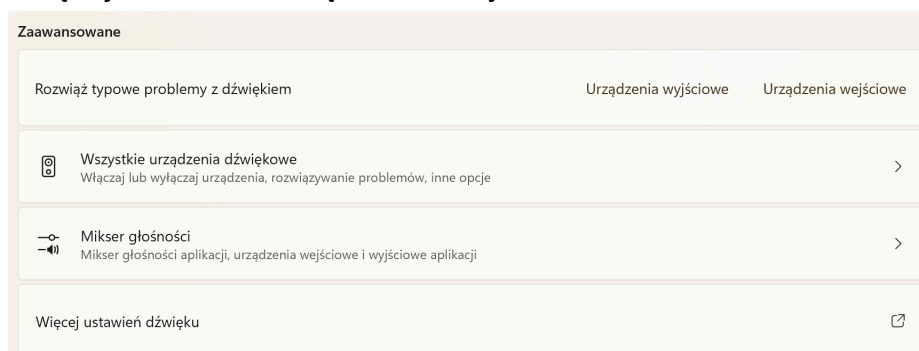 Zaawansowane
Rozwiąż typowe problemy z dźwiękiem Urządzenia wyjściowe Urządzenia wejściowe
Wszystkie urządzenia dźwiękowe
Włączaj lub wyłączaj urządzenia, rozwiązywanie problemów, inne opcje
Mikser głośności
Mikser głośności aplikacji, urządzenia wejściowe i wyjściowe aplikacji
Więcej ustawień dźwięku